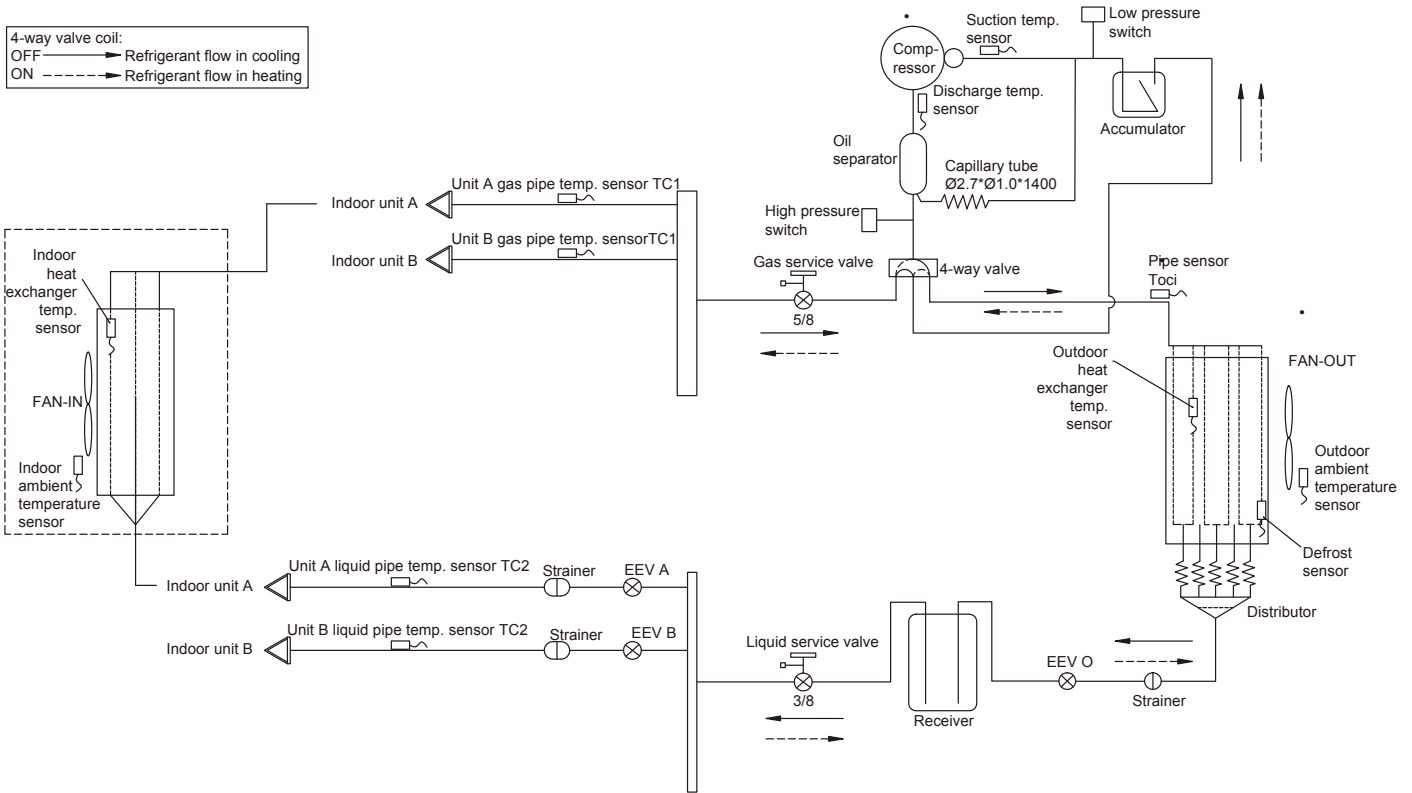 4-way valve coil:
OFF Refrigerant flow in cooling
ON Refrigerant flow in heating
Suction temp.
sensor
Low pressure
switch
Comp-
ressor
Discharge temp.
sensor
Accumulator
Oil
separator
Capillary tube
Ø2.7*Ø1.0*1400
High pressure
switch
Unit A gas pipe temp. sensor TC1
Indoor unit A
Unit B gas pipe temp. sensorTC1
Indoor unit B
Gas service valve
4-way valve
5/8
Pipe sensor
Toci
Indoor
heat
exchanger
temp.
sensor
FAN-IN
Indoor
ambient
temperature
sensor
Outdoor
heat
exchanger
temp.
sensor
FAN-OUT
Outdoor
ambient
temperature
sensor
Defrost
sensor
Distributor
Unit A liquid pipe temp. sensor TC2
Strainer
EEV A
Indoor unit A
Unit B liquid pipe temp. sensor TC2
Strainer
EEV B
Indoor unit B
Liquid service valve
3/8
Receiver
EEV O
Strainer